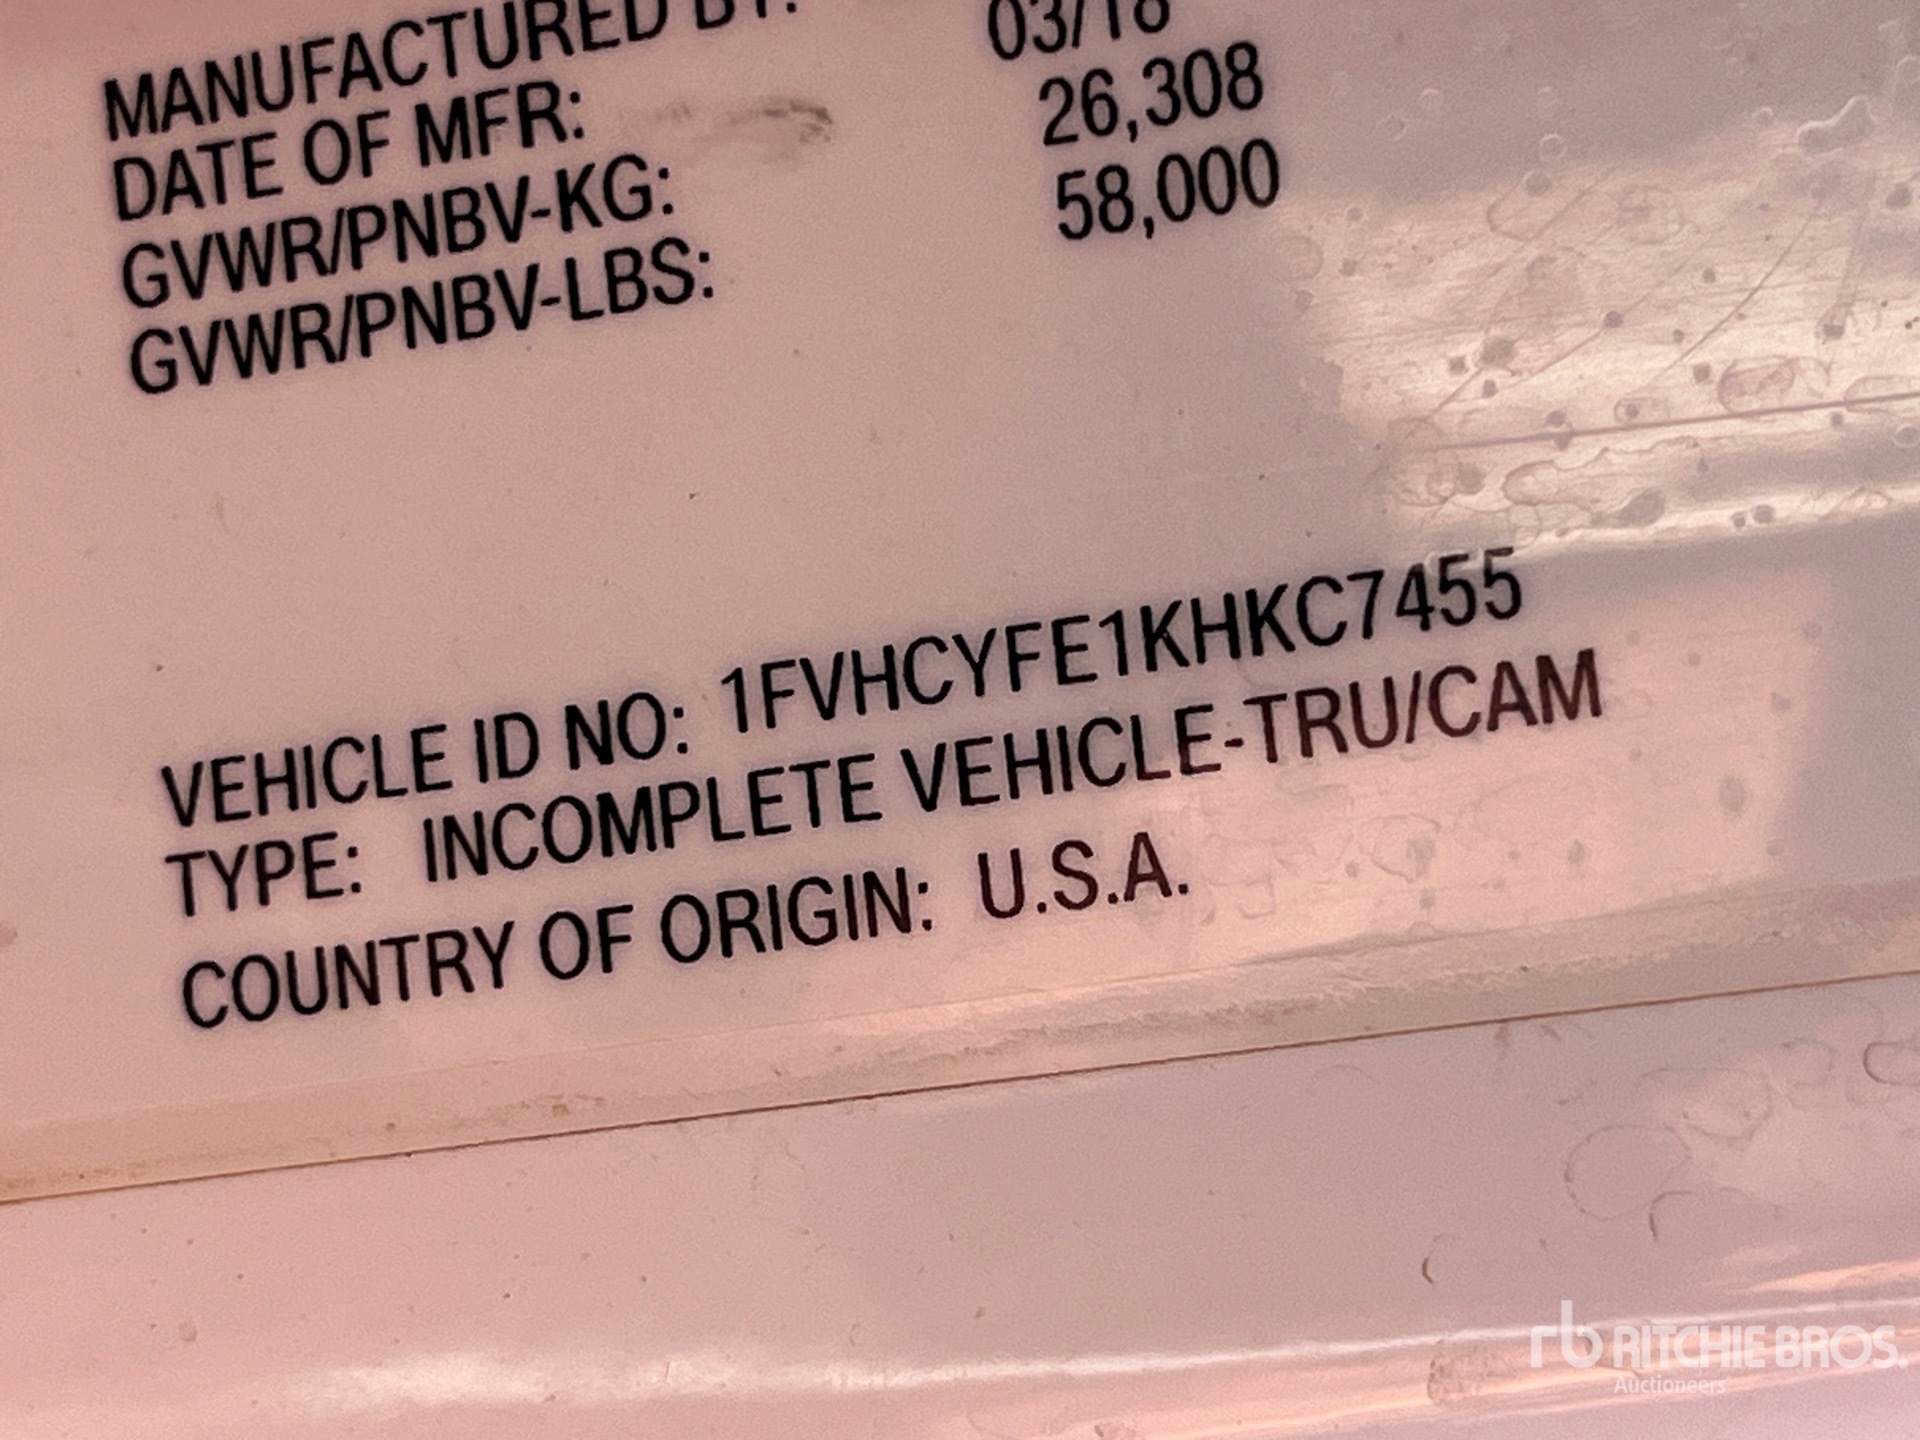 MANUFACTURED BY:
DATE OF MFR: 03/18
GVWR/PNBV-KG: 26,308
GVWR/PNBV-LBS: 58,000
VEHICLE ID NO: 1FVHCYFE1KHKC7455
TYPE: INCOMPLETE VEHICLE-TRU/CAM
COUNTRY OF ORIGIN: U.S.A.
rb RITCHIE BROS.
Auctioneers